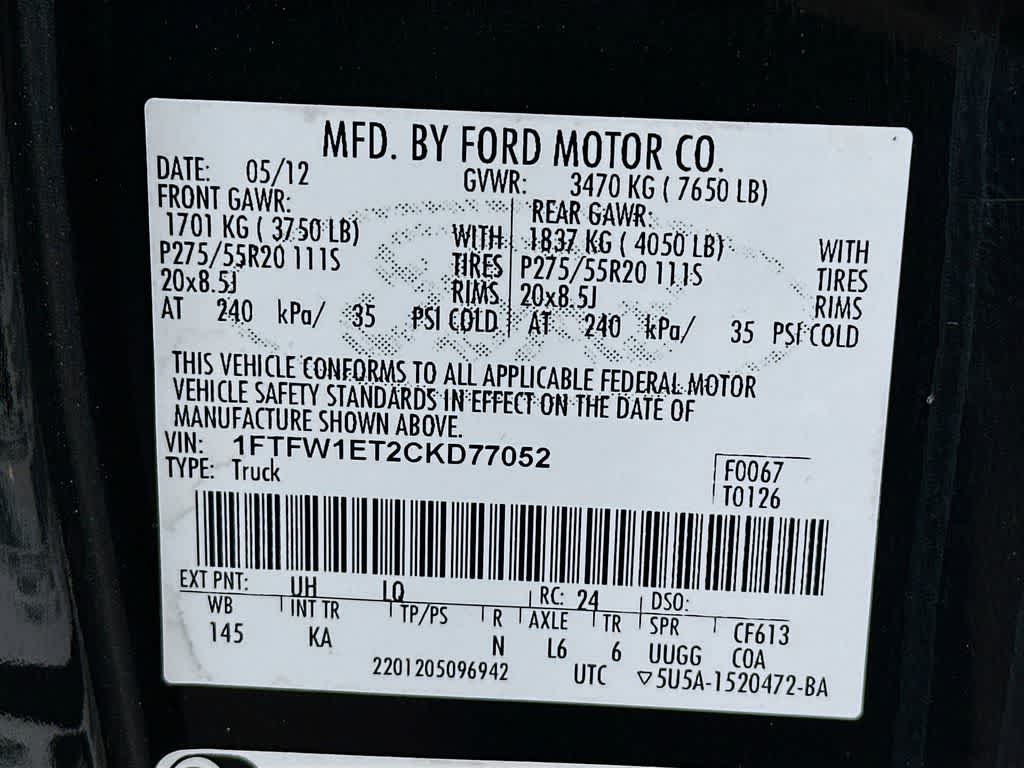 MFD. BY FORD MOTOR CO.
DATE: 05/12 GVWR: 3470 KG ( 7650 LB)
FRONT GAWR: REAR GAWR:
1701 KG ( 3750 LB) WITH 1837 KG ( 4050 LB) WITH
P275/55R20 111S TIRES P275/55R20 111S TIRES
20x8.5J RIMS 20x8.5J RIMS
AT 240 kPa/ 35 PSI COLD AT 240 kPa/ 35 PSI COLD
THIS VEHICLE CONFORMS TO ALL APPLICABLE FEDERAL MOTOR
VEHICLE SAFETY STANDARDS IN EFFECT ON THE DATE OF
MANUFACTURE SHOWN ABOVE.
VIN: 1FTFW1ET2CKD77052
TYPE: Truck F0067
T0126
EXT PNT: UH LQ RC: 24 DSO:
WB INT TR TP/PS R AXLE TR SPR CF613
145 KA N L6 6 UUGG COA
2201205096942 UTC ▽5U5A-1520472-BA